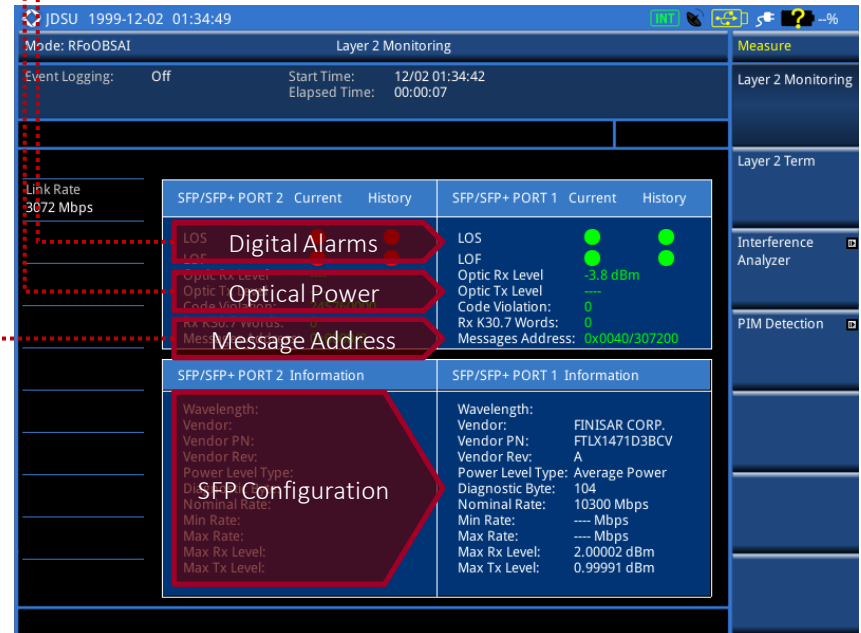 JDSU 1999-12-02 01:34:49 INT --%
Mode: RFoOBSAI Layer 2 Monitoring Measure
Event Logging: Off Start Time: 12/02 01:34:42
Elapsed Time: 00:00:07
Layer 2 Monitoring
Layer 2 Term
Interference
Analyzer
PIM Detection
Link Rate
3072 Mbps
SFP/SFP+ PORT 2 Current History
LOS
LOF
Optic Rx Level ----
Optic Tx Level
Code Violation:
Rx K30.7 Words: 0
Messages Address:
Digital Alarms
Optical Power
Message Address
SFP/SFP+ PORT 1 Current History
LOS
LOF
Optic Rx Level -3.8 dBm
Optic Tx Level ----
Code Violation: 0
Rx K30.7 Words: 0
Messages Address: 0x0040/307200
SFP/SFP+ PORT 2 Information
Wavelength:
Vendor:
Vendor PN:
Vendor Rev:
Power Level Type:
Diagnostic Byte:
Nominal Rate:
Min Rate:
Max Rate:
Max Rx Level:
Max Tx Level:
SFP Configuration
SFP/SFP+ PORT 1 Information
Wavelength:
Vendor: FINISAR CORP.
Vendor PN: FTLX1471D3BCV
Vendor Rev: A
Power Level Type: Average Power
Diagnostic Byte: 104
Nominal Rate: 10300 Mbps
Min Rate: ---- Mbps
Max Rate: ---- Mbps
Max Rx Level: 2.00002 dBm
Max Tx Level: 0.99991 dBm